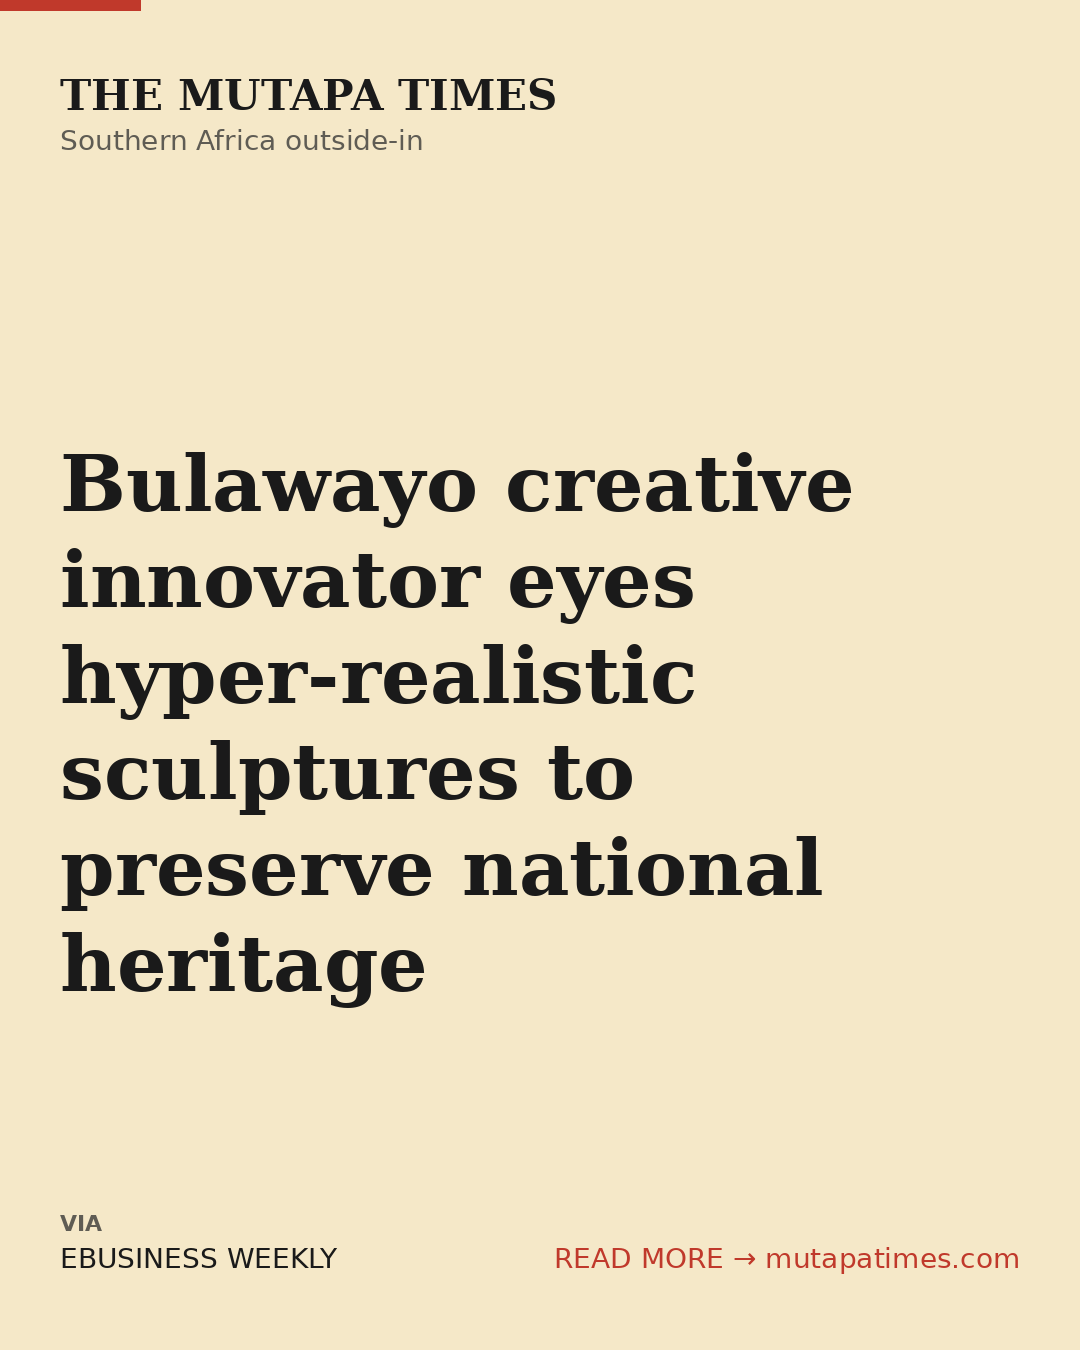 THE MUTAPA TIMES
Southern Africa outside-in
Bulawayo creative
innovator eyes
hyper-realistic
sculptures to
preserve national
heritage
VIA
EBUSINESS WEEKLY
READ MORE → mutapatimes.com